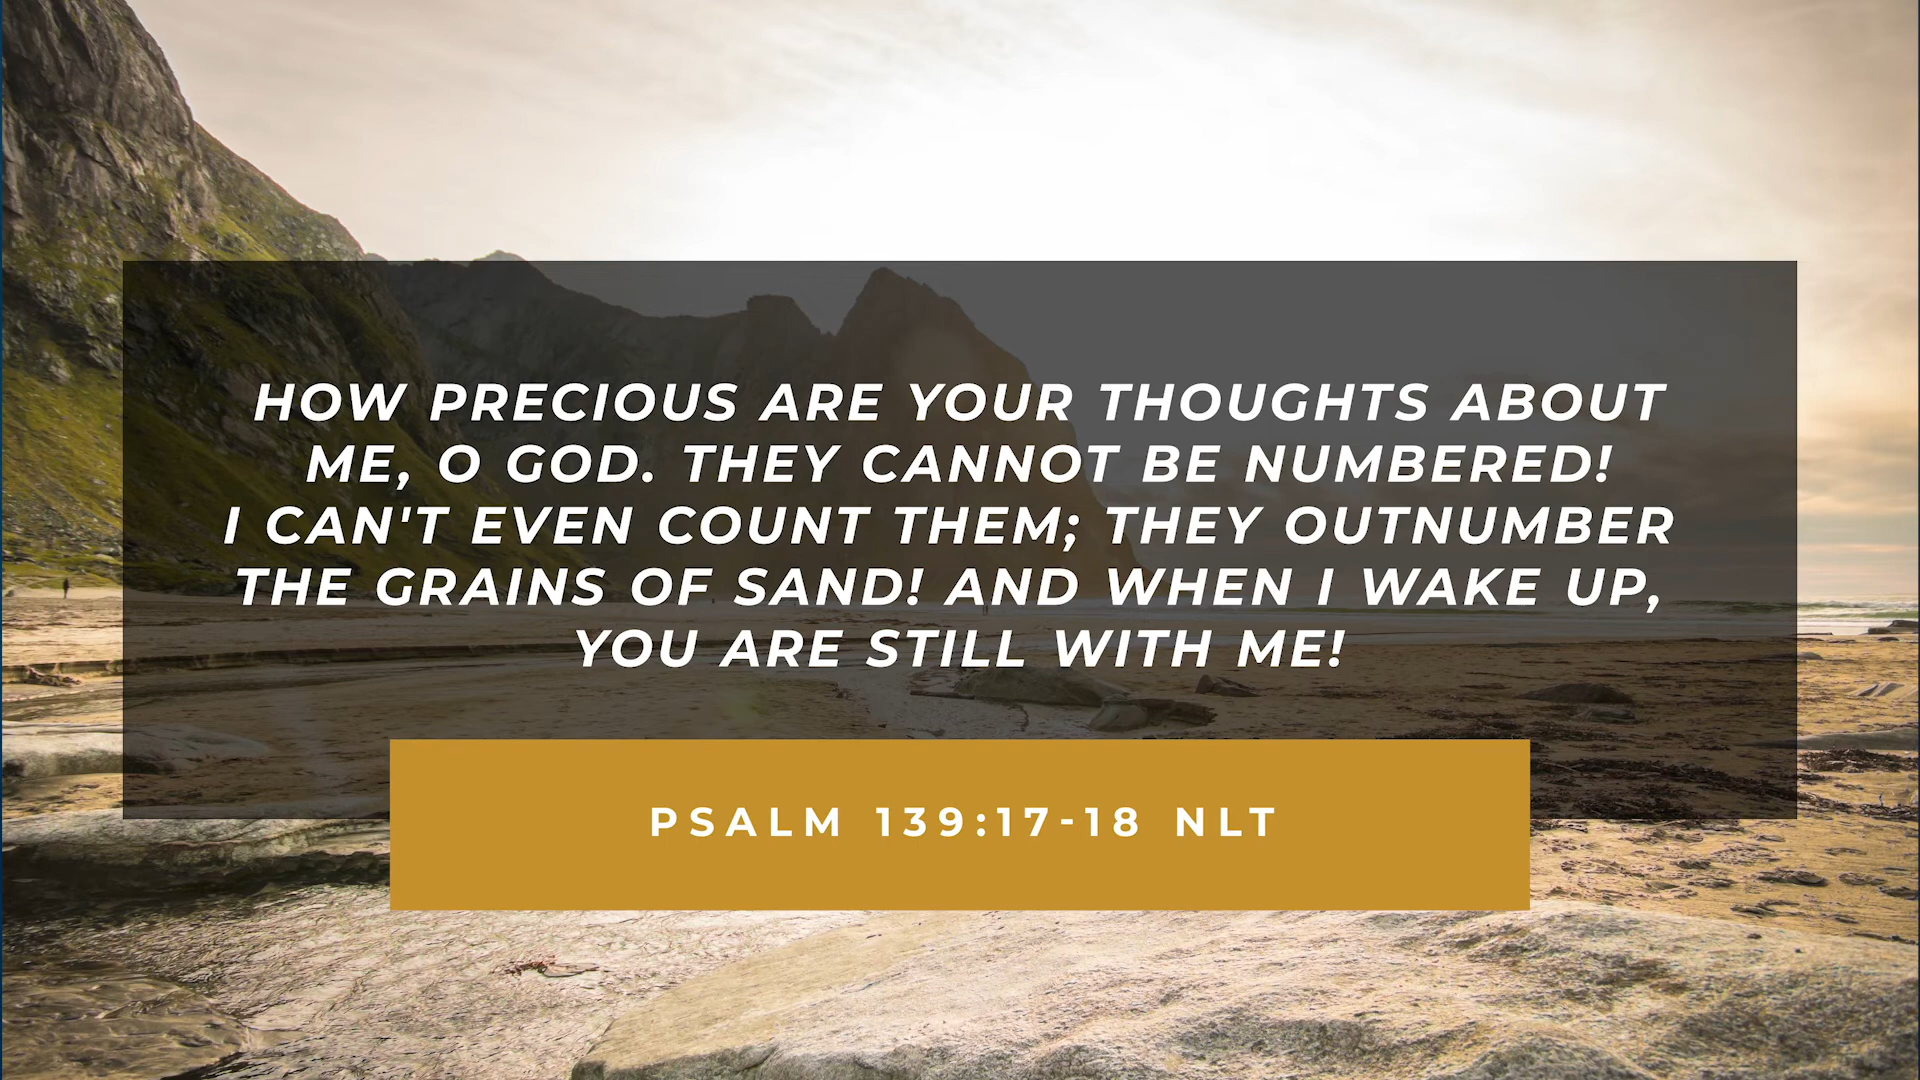 HOW PRECIOUS ARE YOUR THOUGHTS ABOUT
ME, O GOD. THEY CANNOT BE NUMBERED!
I CAN'T EVEN COUNT THEM; THEY OUTNUMBER
THE GRAINS OF SAND! AND WHEN I WAKE UP,
YOU ARE STILL WITH ME!
PSALM 139:17-18 NLT